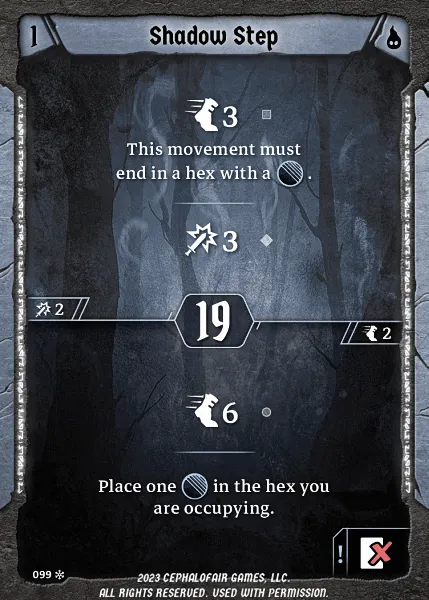 1
Shadow Step
3
This movement must
end in a hex with a .
3
2
19
2
6
Place one in the hex you
are occupying.
!
099
2023 CEPHALOFAIR GAMES, LLC.
ALL RIGHTS RESERVED. USED WITH PERMISSION.